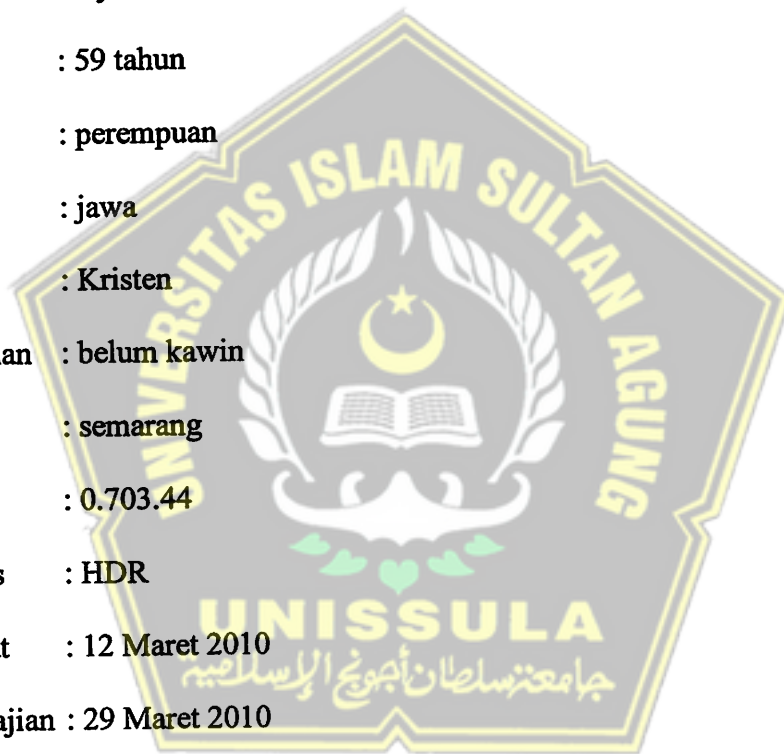 : 59 tahun
: perempuan
: jawa
: Kristen
an : belum kawin
: semarang
: 0.703.44
s : HDR
t : 12 Maret 2010
ajian : 29 Maret 2010
UNIVERSITAS ISLAM SULTAN AGUNG
UNISSULA
جامعة سلطان أجونج الإسلامية